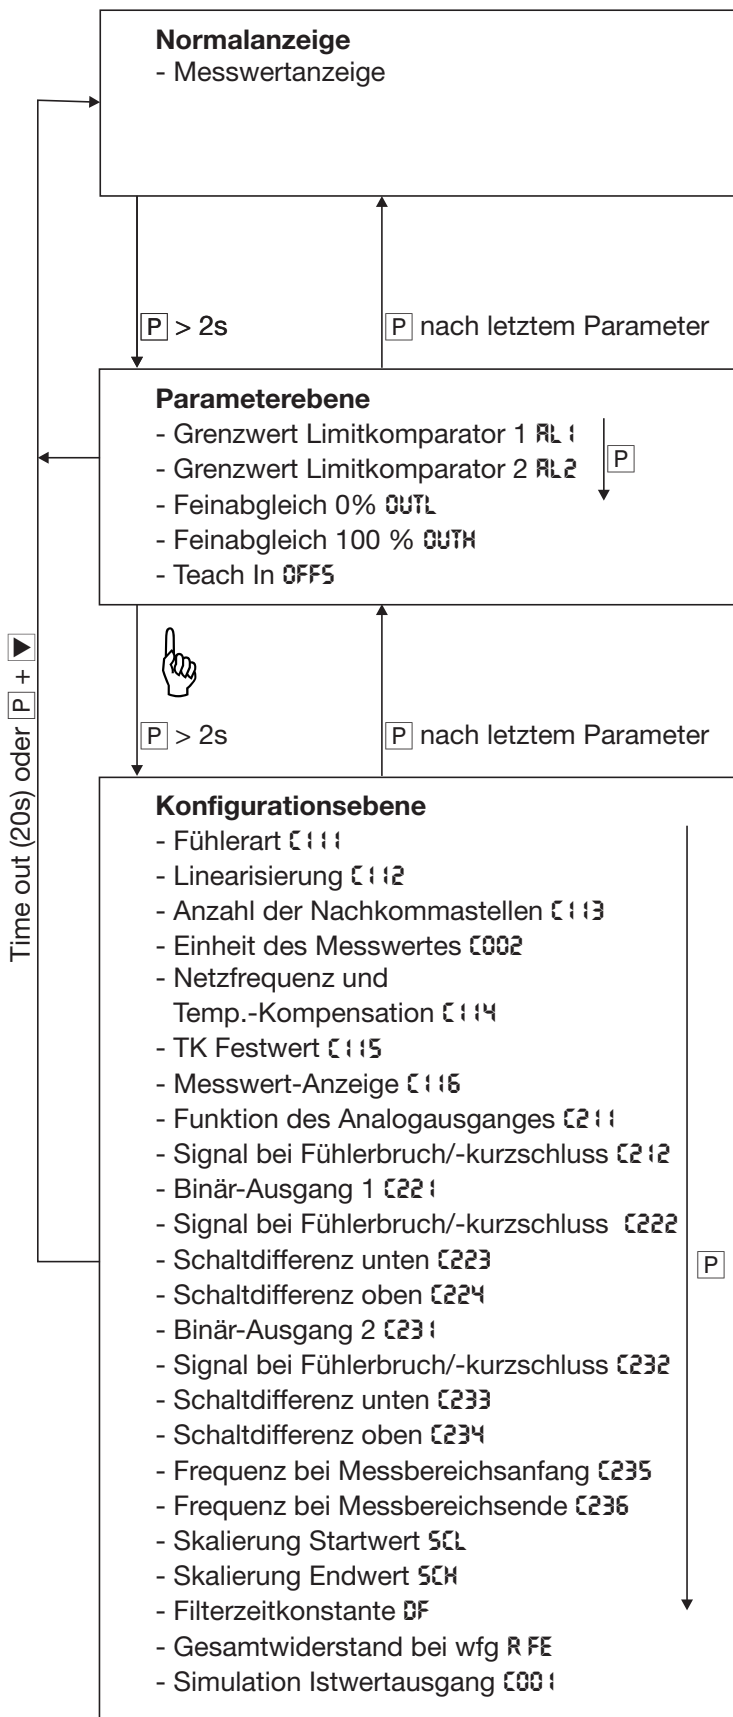 Normalanzeige
- Messwertanzeige
P > 2s
P nach letztem Parameter
Parameterebene
- Grenzwert Limitkomparator 1 AL1
- Grenzwert Limitkomparator 2 AL2
- Feinabgleich 0% OUTL
- Feinabgleich 100 % OUTH
- Teach In OFFS
P
P > 2s
P nach letztem Parameter
Time out (20s) oder P + ▼
Konfigurationsebene
- Fühlerart C111
- Linearisierung C112
- Anzahl der Nachkommastellen C113
- Einheit des Messwertes C002
- Netzfrequenz und
Temp.-Kompensation C114
- TK Festwert C115
- Messwert-Anzeige C116
- Funktion des Analogausganges C211
- Signal bei Fühlerbruch/-kurzschluss C212
- Binär-Ausgang 1 C221
- Signal bei Fühlerbruch/-kurzschluss C222
- Schaltdifferenz unten C223
- Schaltdifferenz oben C224
- Binär-Ausgang 2 C231
- Signal bei Fühlerbruch/-kurzschluss C232
- Schaltdifferenz unten C233
- Schaltdifferenz oben C234
- Frequenz bei Messbereichsanfang C235
- Frequenz bei Messbereichsende C236
- Skalierung Startwert SCL
- Skalierung Endwert SCH
- Filterzeitkonstante DF
- Gesamtwiderstand bei wfg R FE
- Simulation Istwertausgang C001
P